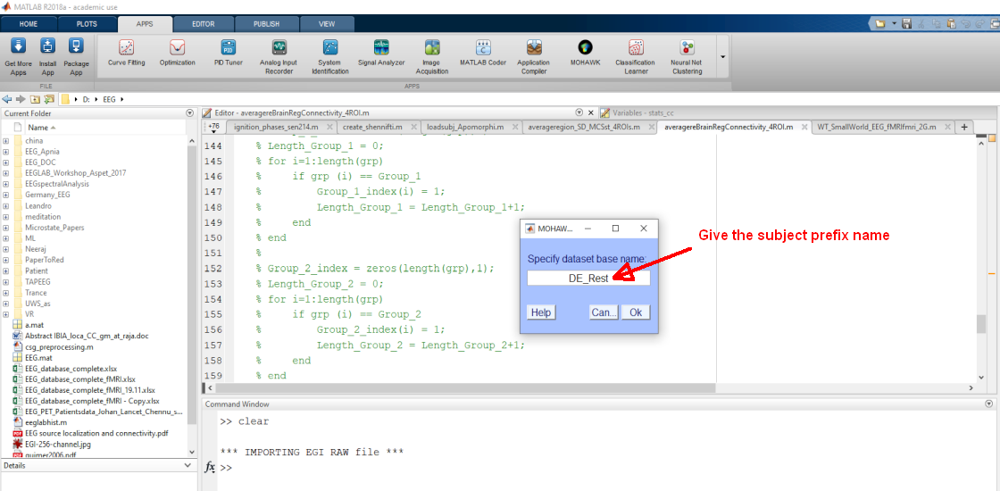 MATLAB R2018a - academic use
HOME PLOTS APPS EDITOR PUBLISH VIEW
Get More Apps
Install App
Package App
Curve Fitting
Optimization
PID Tuner
Analog Input Recorder
System Identification
Signal Analyzer
Image Acquisition
MATLAB Coder
Application Compiler
MOHAWK
Classification Learner
Neural Net Clustering
FILE
APPS
D: EEG
Current Folder
Name
china
EEG_Apnia
EEG_DOC
EEGLAB_Workshop_Aspet_2017
EEGspectralAnalysis
Germany_EEG
Leandro
meditation
Microstate_Papers
ML
Neeraj
PaperToRed
Patient
TAPEEG
Trance
UWS_as
VR
a.mat
Abstract IBIA_loca_CC_gm_at_raja.doc
csg_preprocessing.m
EEG.mat
EEG_database_complete.xlsx
EEG_database_complete_fMRI.xlsx
EEG_database_complete_fMRI_19.11.xlsx
EEG_database_complete_fMRI - Copy.xlsx
EEG_PET_Patientsdata_Johan_Lancet_Chennu_s...
eeglabhist.m
EEG source localization and connectivity.pdf
EGI-256-channel.jpg
guimer2006.pdf
Details
Editor - averagereBrainRegConnectivity_4ROI.m
Variables - stats_cc
+76 ignition_phases_sen214.m create_shennifti.m loadsubj_Apomorphi.m averageregion_SD_MCSst_4ROIs.m averagereBrainRegConnectivity_4ROI.m WT_SmallWorld_EEG_fMRIfmri_2G.m +
144 % Length_Group_1 = 0;
145 % for i=1:length(grp)
146 % if grp (i) == Group_1
147 % Group_1_index(i) = 1;
148 % Length_Group_1 = Length_Group_1+1;
149 % end
150 % end
151 %
152 % Group_2_index = zeros(length(grp),1);
153 % Length_Group_2 = 0;
154 % for i=1:length(grp)
155 % if grp (i) == Group_2
156 % Group_2_index(i) = 1;
157 % Length_Group_2 = Length_Group_2+1;
158 % end
159 % end
MOHAW...
Specify dataset base name:
DE_Rest
Help Can... Ok
Give the subject prefix name
Command Window
>> clear
*** IMPORTING EGI RAW file ***
fx >>